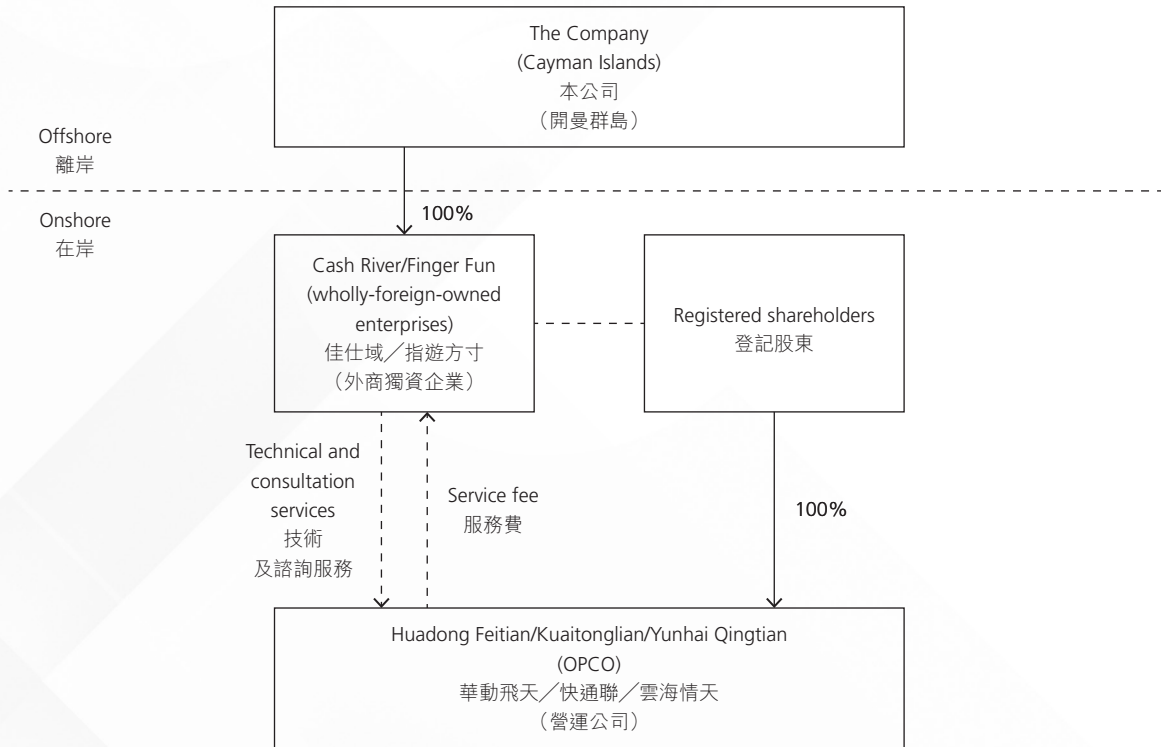 The Company
(Cayman Islands)
本公司
（開曼群島）
Offshore
離岸
Onshore
在岸
100%
Cash River/Finger Fun
(wholly-foreign-owned
enterprises)
佳仕域／指遊方寸
（外商獨資企業）
Registered shareholders
登記股東
Technical and
consultation
services
技術
及諮詢服務
Service fee
服務費
100%
Huadong Feitian/Kuaitonglian/Yunhai Qingtian
(OPCO)
華動飛天／快通聯／雲海情天
（營運公司）